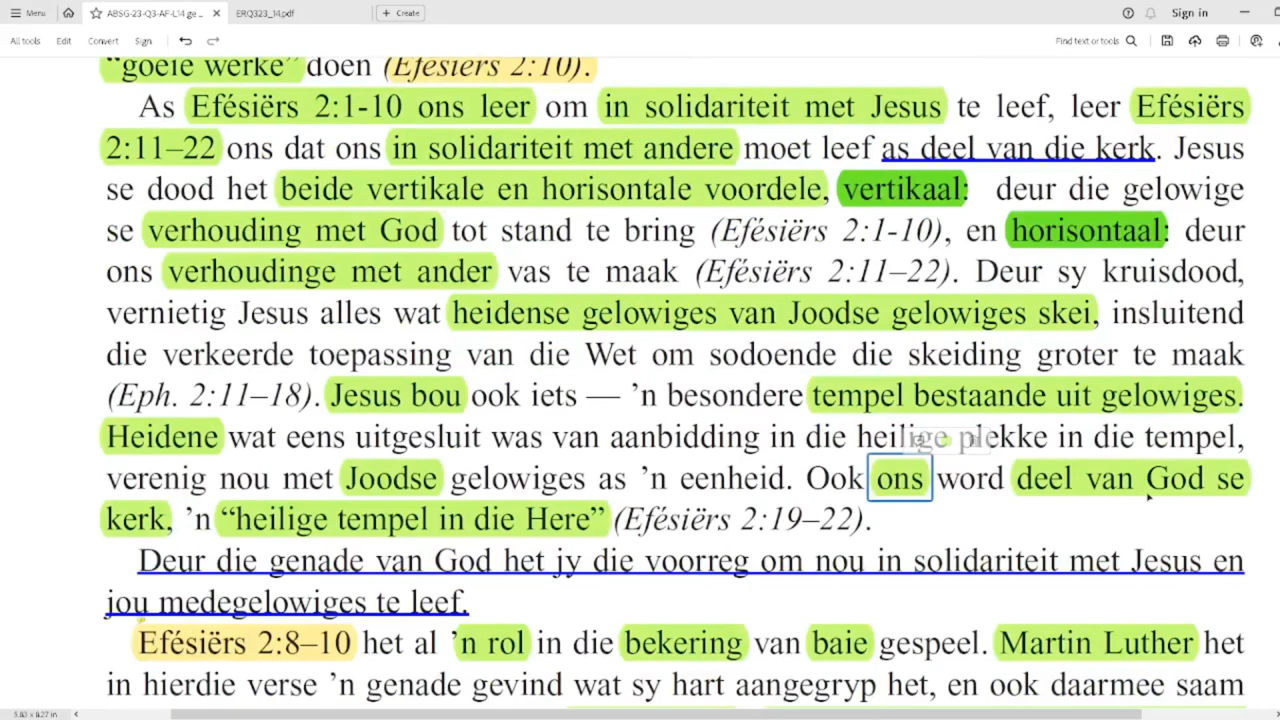 Menu
ABSG-23-Q3-AF-L14 ge...
ERQ323_14.pdf
Create
Sign in
All tools Edit Convert Sign
Find text or tools
“goeie werke” doen (Efésiërs 2:10).
As Efésiërs 2:1-10 ons leer om in solidariteit met Jesus te leef, leer Efésiërs
2:11–22 ons dat ons in solidariteit met andere moet leef as deel van die kerk. Jesus
se dood het beide vertikale en horisontale voordele, vertikaal: deur die gelowige
se verhouding met God tot stand te bring (Efésiërs 2:1-10), en horisontaal: deur
ons verhoudinge met ander vas te maak (Efésiërs 2:11–22). Deur sy kruisdood,
vernietig Jesus alles wat heidense gelowiges van Joodse gelowiges skei, insluitend
die verkeerde toepassing van die Wet om sodoende die skeiding groter te maak
(Eph. 2:11–18). Jesus bou ook iets — ’n besondere tempel bestaande uit gelowiges.
Heidene wat eens uitgesluit was van aanbidding in die heilige plekke in die tempel,
verenig nou met Joodse gelowiges as ’n eenheid. Ook ons word deel van God se
kerk, ’n “heilige tempel in die Here” (Efésiërs 2:19–22).
Deur die genade van God het jy die voorreg om nou in solidariteit met Jesus en
jou medegelowiges te leef.
Efésiërs 2:8–10 het al ’n rol in die bekering van baie gespeel. Martin Luther het
in hierdie verse ’n genade gevind wat sy hart aangegryp het, en ook daarmee saam
5.83 x 8.27 in